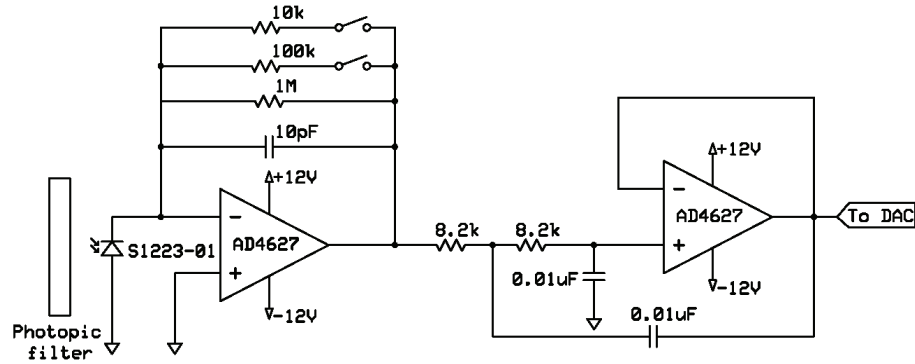 10k
100k
1M
10pF
+12V
+12V
AD4627
AD4627
S1223-01
8.2k
8.2k
To DAC
0.01uF
-12V
-12V
0.01uF
Photopic
filter